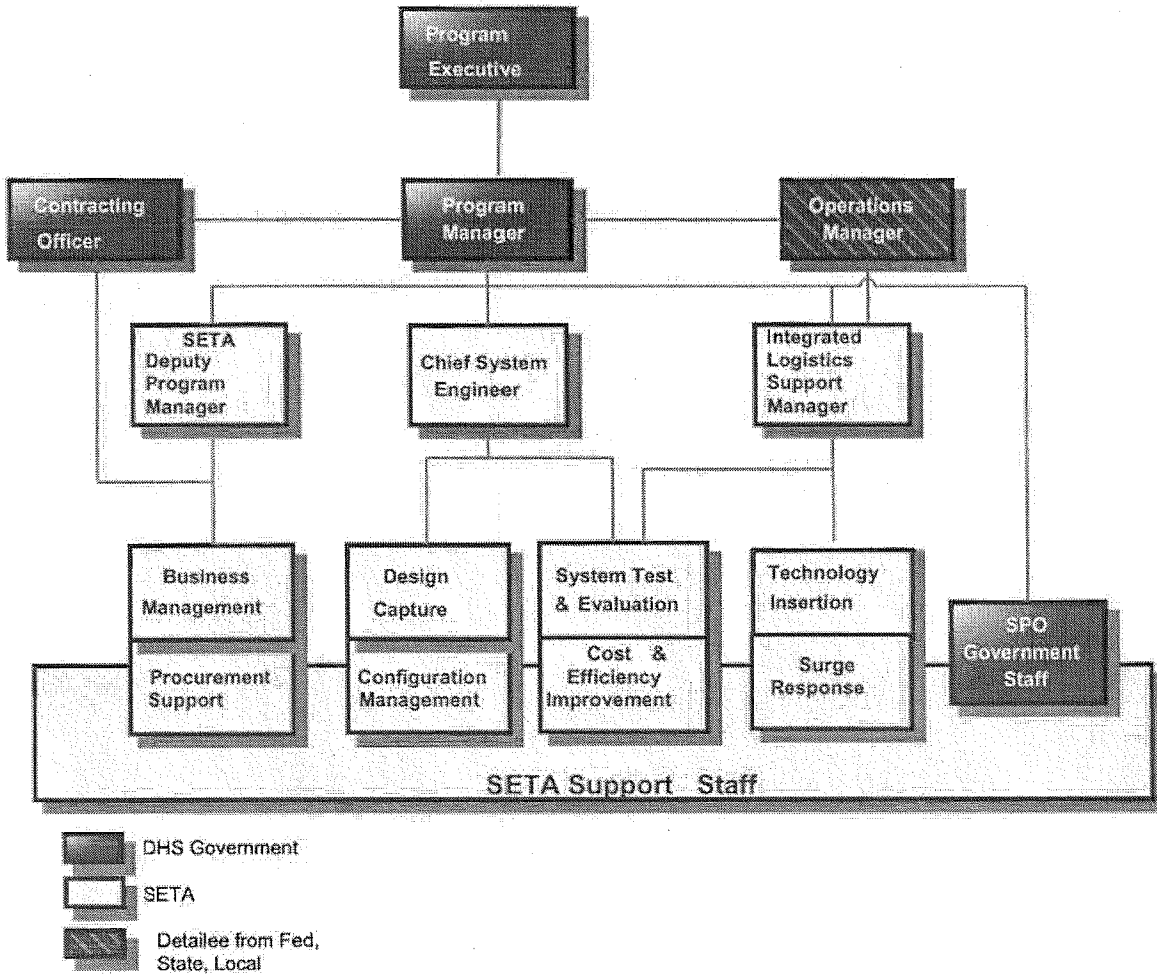 Program
Executive
Contracting
Officer
Program
Manager
Operations
Manager
SETA
Deputy
Program
Manager
Chief System
Engineer
Integrated
Logistics
Support
Manager
Business
Management
Design
Capture
System Test
& Evaluation
Technology
Insertion
Procurement
Support
Configuration
Management
Cost &
Efficiency
Improvement
Surge
Response
SPO
Government
Staff
SETA Support Staff
DHS Government
SETA
Detailee from Fed,
State, Local